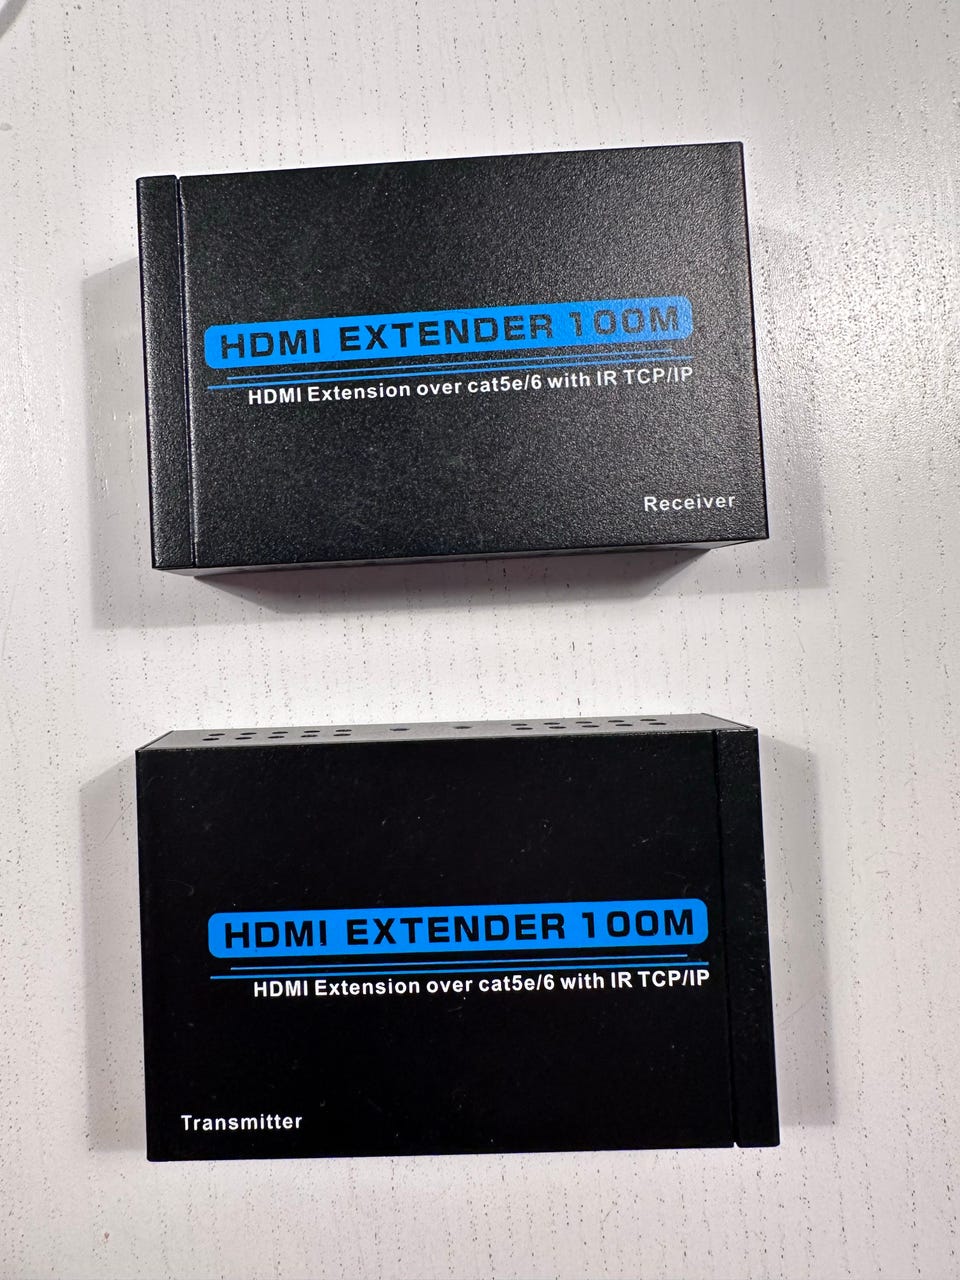 HDMI EXTENDER 100M
HDMI Extension over cat5e/6 with IR TCP/IP
Receiver
HDMI EXTENDER 100M
HDMI Extension over cat5e/6 with IR TCP/IP
Transmitter